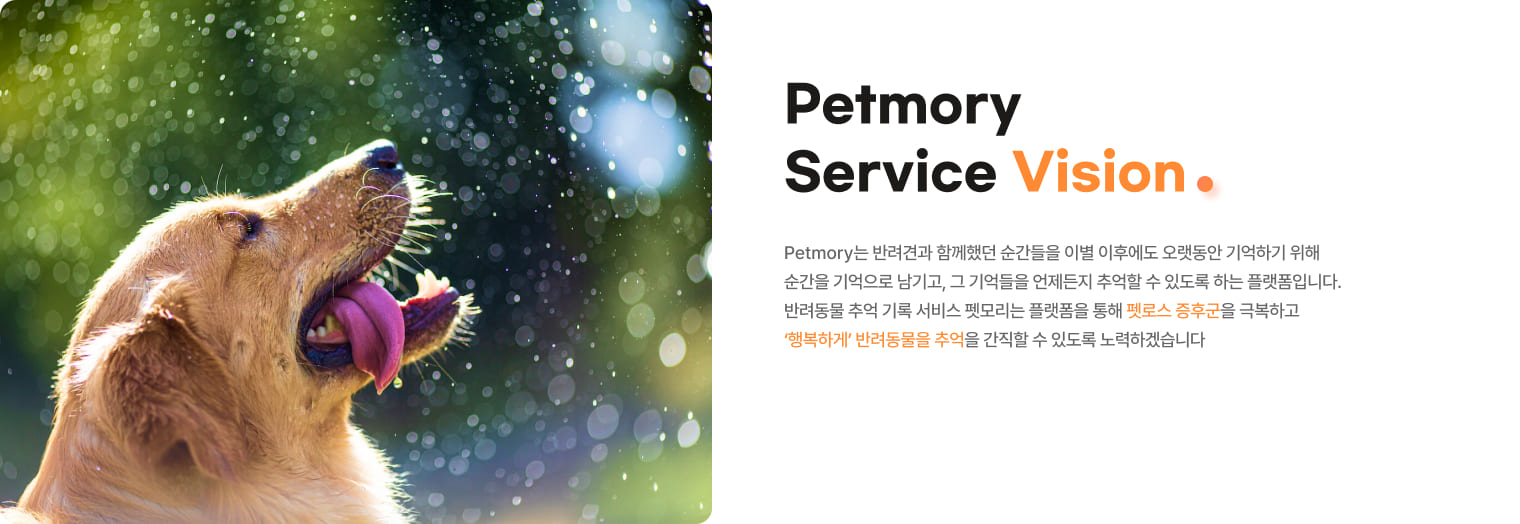 Petmory
Service Vision.
Petmory는 반려견과 함께했던 순간들을 이별 이후에도 오랫동안 기억하기 위해
순간을 기억으로 남기고, 그 기억들을 언제든지 추억할 수 있도록 하는 플랫폼입니다.
반려동물 추억 기록 서비스 펫모리는 플랫폼을 통해 펫로스 증후군을 극복하고
‘행복하게’ 반려동물을 추억을 간직할 수 있도록 노력하겠습니다